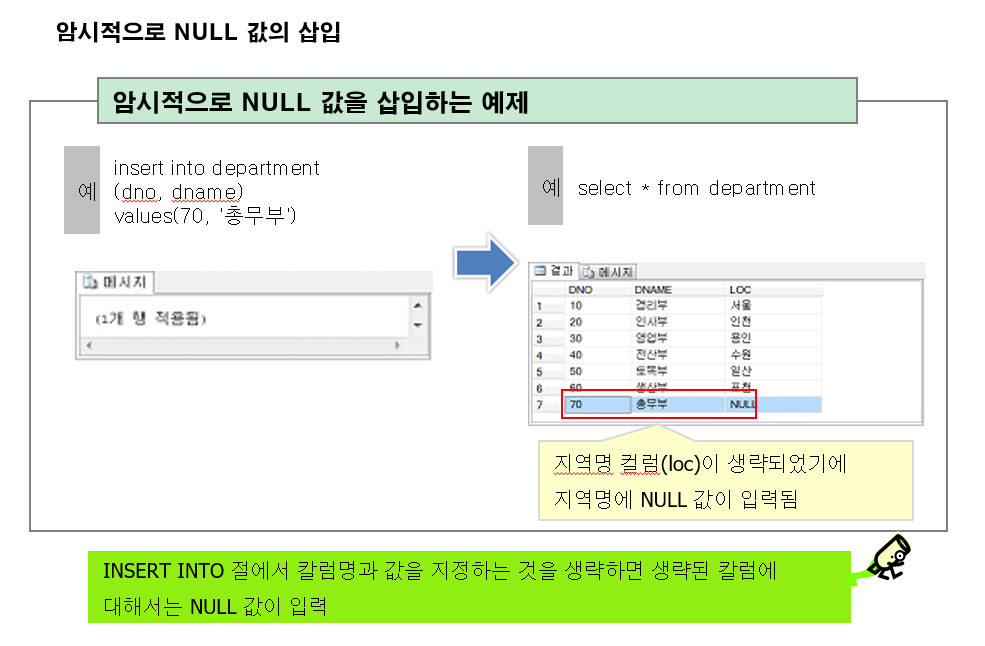 암시적으로 NULL 값의 삽입
암시적으로 NULL 값을 삽입하는 예제
예
insert into department
(dno, dname)
values(70, '총무부')
메시지
(1개 행 적용됨)
예
select * from department
결과 메시지
DNO DNAME LOC
1 10 경리부 서울
2 20 인사부 인천
3 30 영업부 용인
4 40 전산부 수원
5 50 토목부 일산
6 60 생산부 포천
7 70 총무부 NULL
지역명 컬럼(loc)이 생략되었기에
지역명에 NULL 값이 입력됨
INSERT INTO 절에서 칼럼명과 값을 지정하는 것을 생략하면 생략된 칼럼에
대해서는 NULL 값이 입력